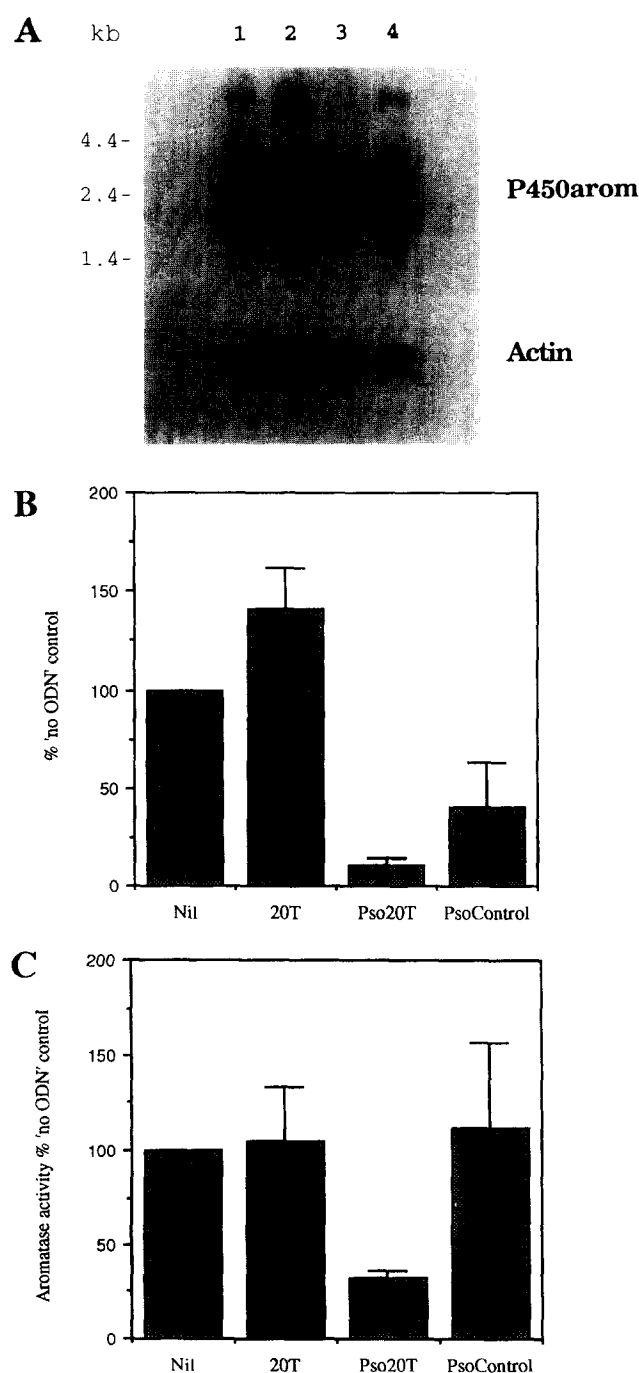 A kb 1 2 3 4
4.4-
2.4- P450arom
1.4-
Actin
B
% 'no ODN' control
200
150
100
50
0
Nil 20T Pso20T PsoControl
C
Aromatase activity % 'no ODN' control
200
150
100
50
0
Nil 20T Pso20T PsoControl